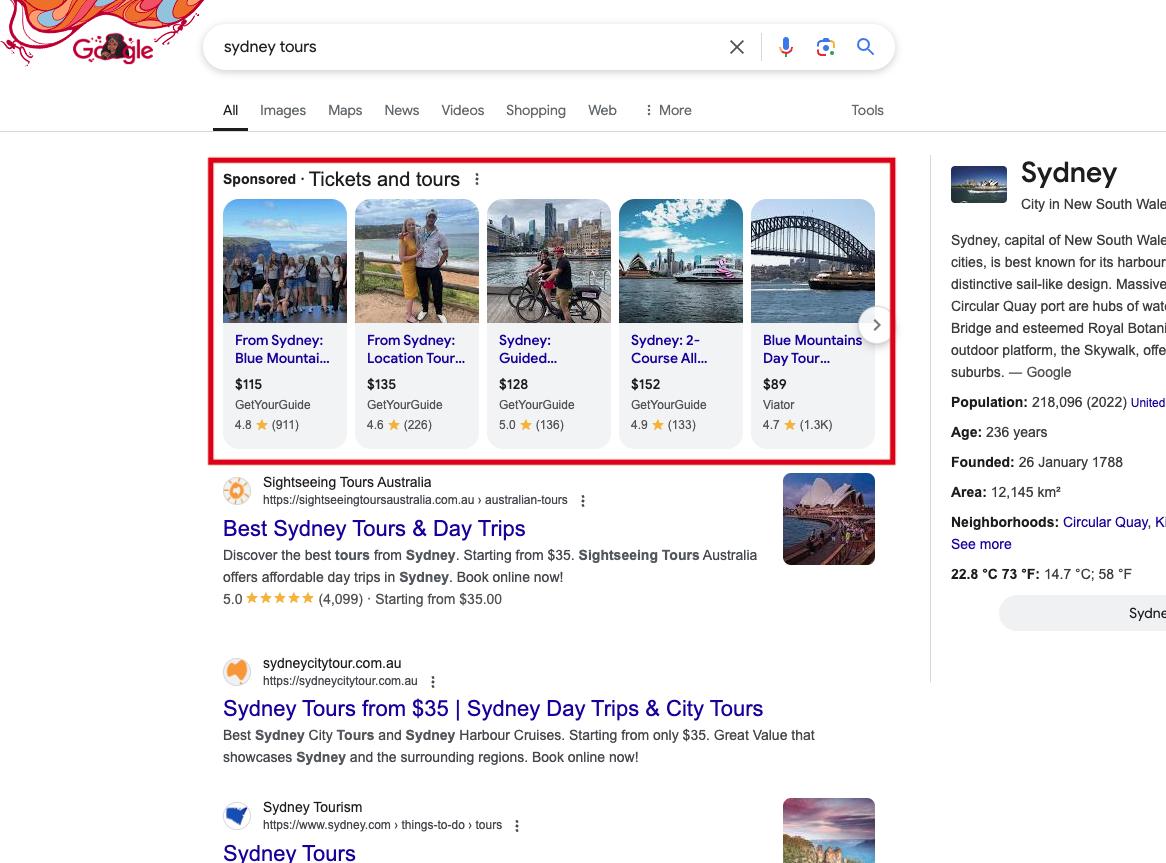 Google
sydney tours
All Images Maps News Videos Shopping Web More Tools
Sponsored · Tickets and tours
From Sydney:
Blue Mountai...
$115
GetYourGuide
4.8 ★ (911)
From Sydney:
Location Tour...
$135
GetYourGuide
4.6 ★ (226)
Sydney:
Guided...
$128
GetYourGuide
5.0 ★ (136)
Sydney: 2-
Course All...
$152
GetYourGuide
4.9 ★ (133)
Blue Mountains
Day Tour...
$89
Viator
4.7 ★ (1.3K)
Sightseeing Tours Australia
https://sightseeingtoursaustralia.com.au › australian-tours
Best Sydney Tours & Day Trips
Discover the best tours from Sydney. Starting from $35. Sightseeing Tours Australia
offers affordable day trips in Sydney. Book online now!
5.0 ★★★★★ (4,099) · Starting from $35.00
sydneycitytour.com.au
https://sydneycitytour.com.au
Sydney Tours from $35 | Sydney Day Trips & City Tours
Best Sydney City Tours and Sydney Harbour Cruises. Starting from only $35. Great Value that
showcases Sydney and the surrounding regions. Book online now!
Sydney Tourism
https://www.sydney.com › things-to-do › tours
Sydney Tours
Sydney
City in New South Wale
Sydney, capital of New South Wale
cities, is best known for its harbour
distinctive sail-like design. Massive
Circular Quay port are hubs of wate
Bridge and esteemed Royal Botani
outdoor platform, the Skywalk, offe
suburbs. — Google
Population: 218,096 (2022) United
Age: 236 years
Founded: 26 January 1788
Area: 12,145 km²
Neighborhoods: Circular Quay, Ki
See more
22.8 °C 73 °F: 14.7 °C; 58 °F
Sydne